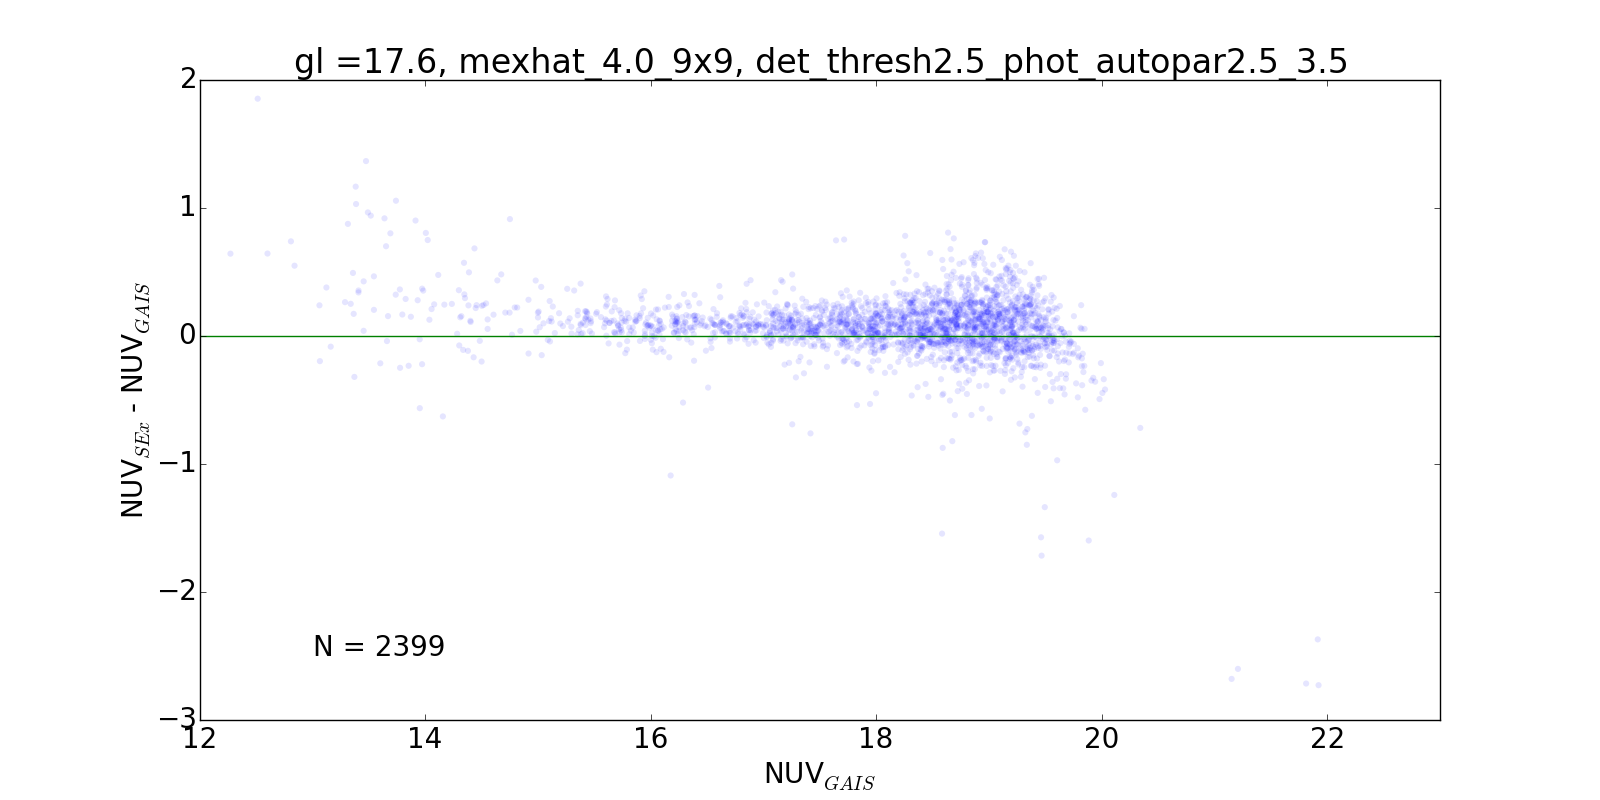 gl =17.6, mexhat_4.0_9x9, det_thresh2.5_phot_autopar2.5_3.5
2
1
0
−1
−2
−3
NUV_SEx - NUV_GAIS
N = 2399
12 14 16 18 20 22
NUV_GAIS